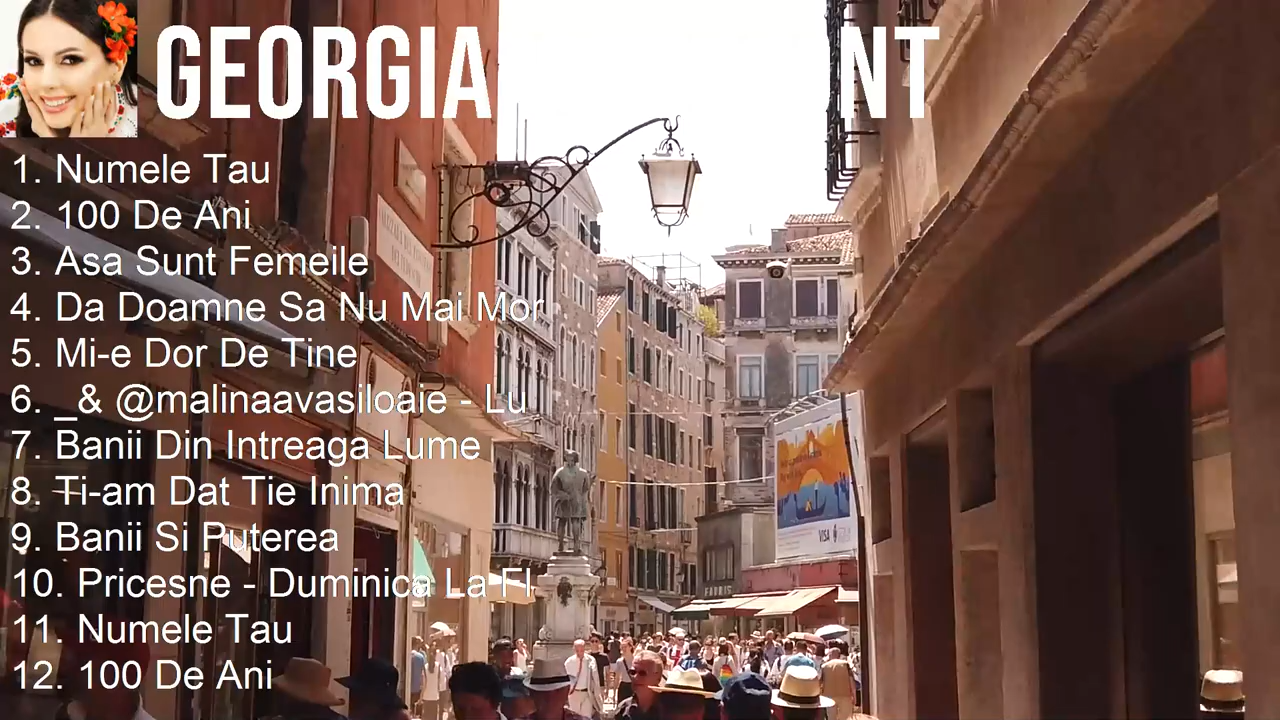 GEORGIA NT
1. Numele Tau
2. 100 De Ani
3. Asa Sunt Femeile
4. Da Doamne Sa Nu Mai Mor
5. Mi-e Dor De Tine
6. _& @malinaavasiloaie - Lu
7. Banii Din Intreaga Lume
8. Ti-am Dat Tie Inima
9. Banii Si Puterea
10. Pricesne - Duminica La Fl
11. Numele Tau
12. 100 De Ani
VISA